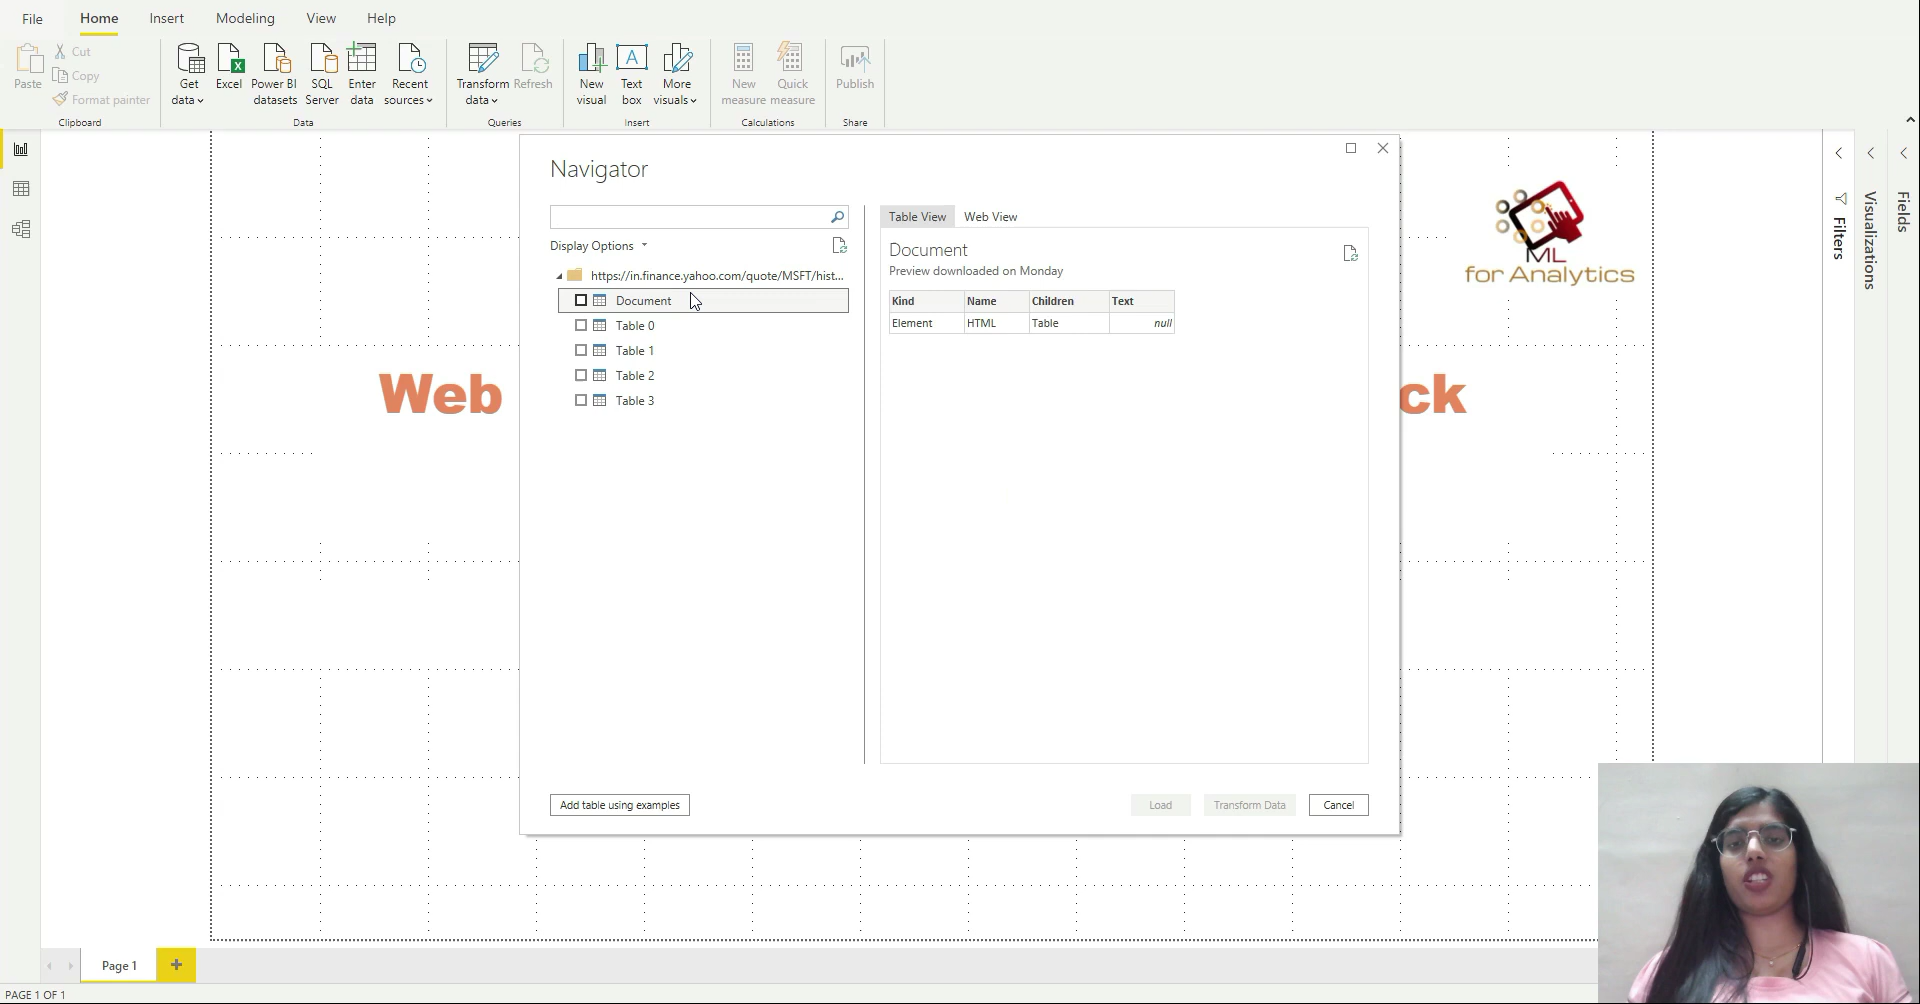 File Home Insert Modeling View Help
Paste
Cut
Copy
Format painter
Clipboard
Get data
Excel
Power BI datasets
SQL Server
Enter data
Recent sources
Data
Transform data
Refresh
Queries
New visual
A
Text box
More visuals
Insert
New measure
Quick measure
Calculations
Publish
Share
Navigator
Display Options
https://in.finance.yahoo.com/quote/MSFT/hist...
Document
Table 0
Table 1
Table 2
Table 3
Table View Web View
Document
Preview downloaded on Monday
Kind Name Children Text
Element HTML Table null
Add table using examples
Load
Transform Data
Cancel
Web
ck
ML
for Analytics
Filters
Visualizations
Fields
Page 1
+
PAGE 1 OF 1